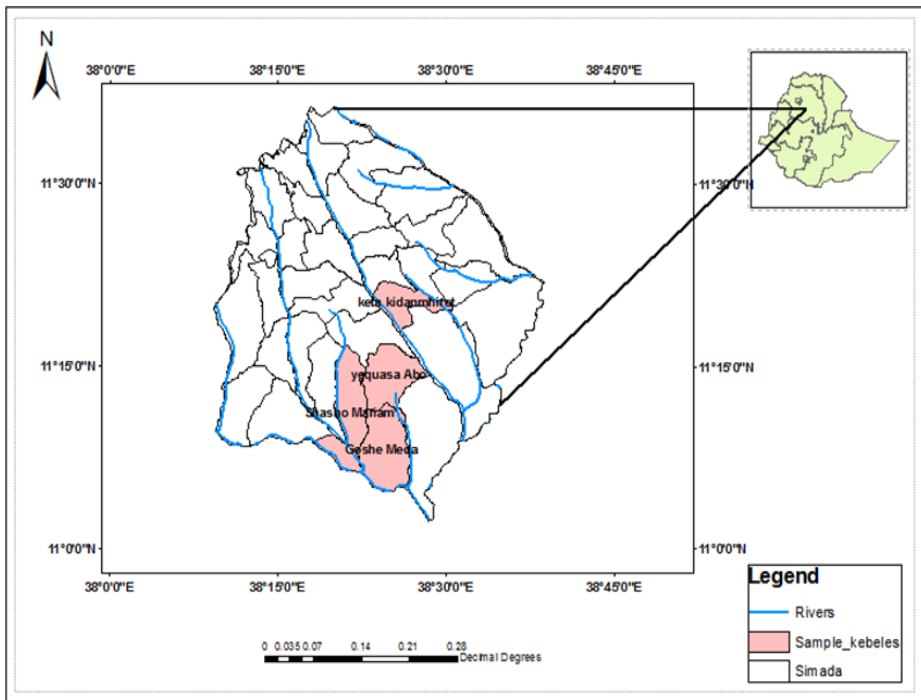 N
38°0'0"E 38°15'0"E 38°30'0"E 38°45'0"E
11°30'0"N 11°30'0"N
kete kidanmhiret
11°15'0"N 11°15'0"N
yequasa Abo
Shasho Mariam
Goshe Meda
11°0'0"N 11°0'0"N
38°0'0"E 38°15'0"E 38°30'0"E 38°45'0"E
Legend
Rivers
Sample_kebeles
Simada
0 0.035 0.07 0.14 0.21 0.28
Decimal Degrees